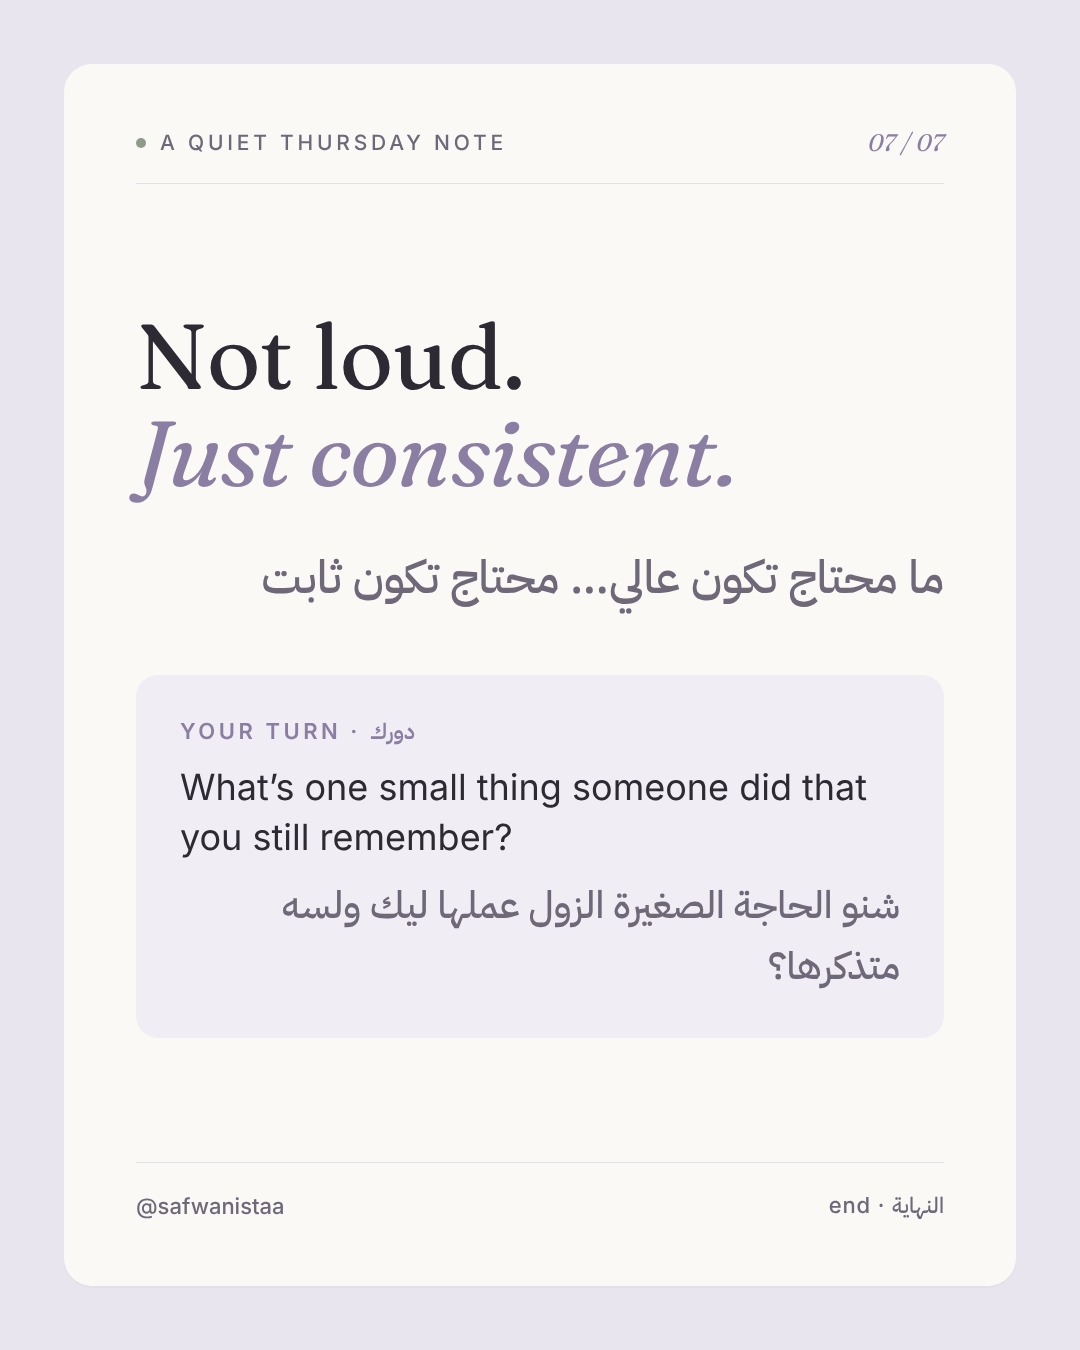 A QUIET THURSDAY NOTE
07 / 07
Not loud.
Just consistent.
ما محتاج تكون عالي... محتاج تكون ثابت
YOUR TURN · دورك
What’s one small thing someone did that
you still remember?
شنو الحاجة الصغيرة الزول عملها ليك ولسه
متذكرها؟
@safwanistaa
end · النهاية